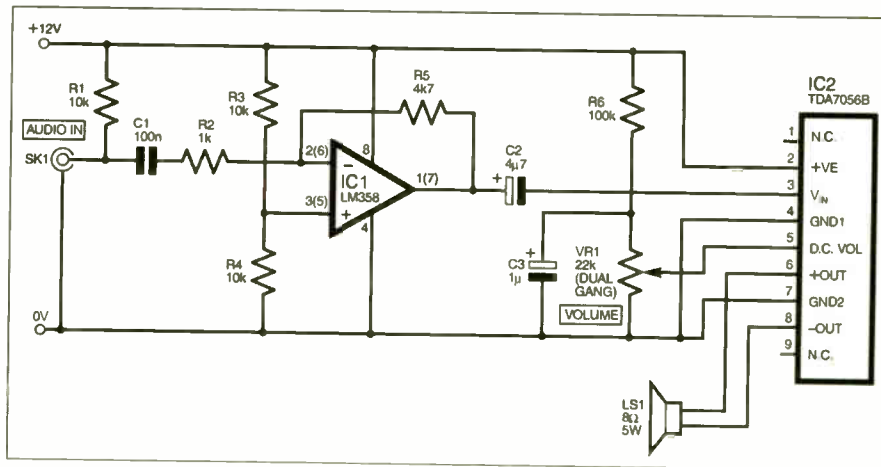 +12V
R1
10k
AUDIO IN
SK1
C1
100n
R2
1k
R3
10k
R4
10k
2(6)
3(5)
8
4
1(7)
−
+
IC1
LM358
R5
4k7
C2
4µ7
+
R6
100k
C3
1µ
+
VR1
22k
(DUAL
GANG)
VOLUME
0V
IC2
TDA7056B
1 N.C.
2 +VE
3 VIN
4 GND1
5 D.C. VOL
6 +OUT
7 GND2
8 −OUT
9 N.C.
LS1
8Ω
5W